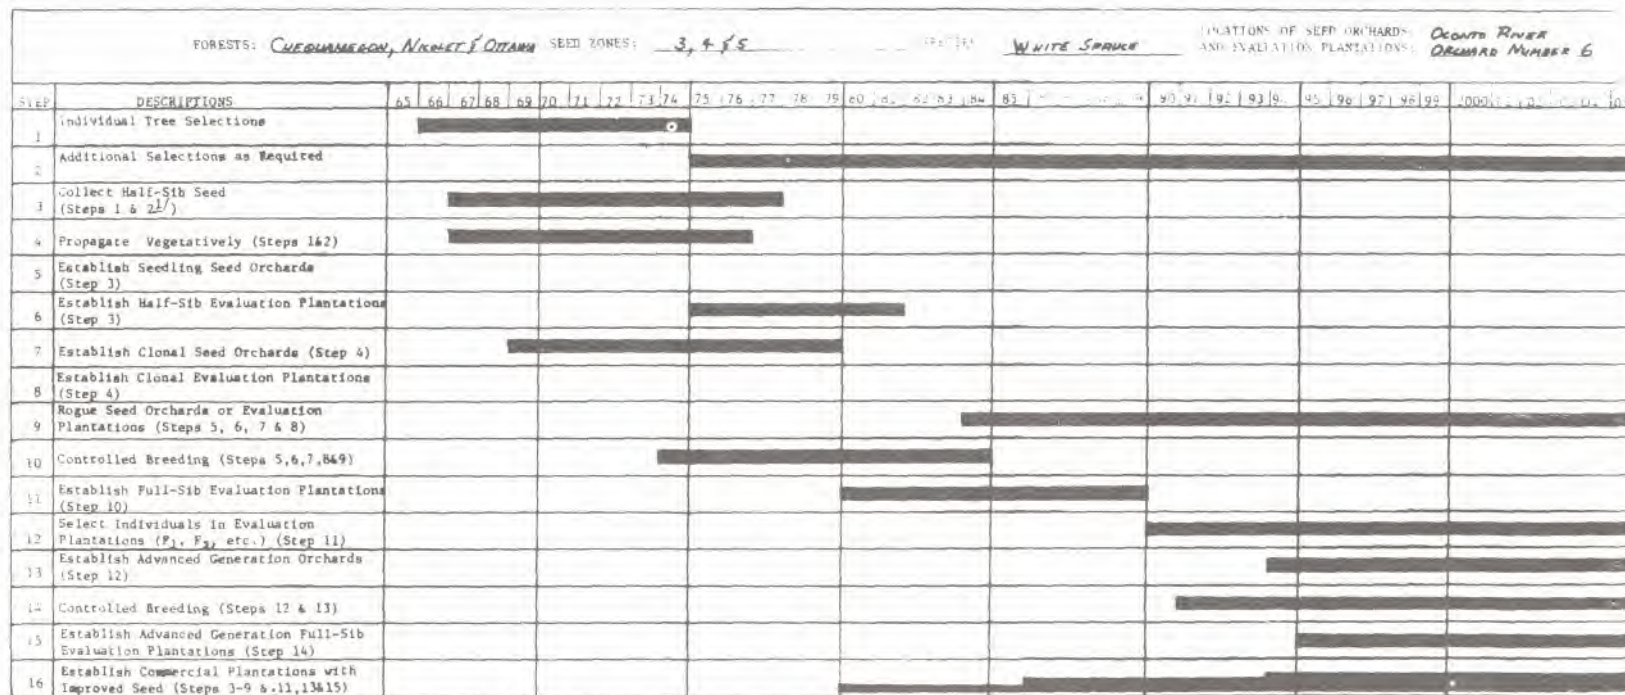 FORESTS: CHEQUAMEGON, NICOLET & OTTAWA SEED ZONES: 3, 4 & 5 WHITE SPRUCE LOCATIONS OF SEED ORCHARDS: OCONTO RIVER
AND EVALUATION PLANTATIONS: ORCHARD NUMBER 6
STEP DESCRIPTIONS 65 66 67 68 69 70 71 72 73 74 75 76 77 78 79 80 81 82 83 84 85 90 91 92 93 95 96 97 98 99 2000
1 Individual Tree Selections
2 Additional Selections as Required
3 Collect Half-Sib Seed
(Steps 1 & 2 1/)
4 Propagate Vegetatively (Steps 1&2)
5 Establish Seedling Seed Orchards
(Step 3)
6 Establish Half-Sib Evaluation Plantations
(Step 3)
7 Establish Clonal Seed Orchards (Step 4)
8 Establish Clonal Evaluation Plantations
(Step 4)
9 Rogue Seed Orchards or Evaluation
Plantations (Steps 5, 6, 7 & 8)
10 Controlled Breeding (Steps 5,6,7,8&9)
11 Establish Full-Sib Evaluation Plantations
(Step 10)
12 Select Individuals in Evaluation
Plantations (F1, etc.) (Step 11)
13 Establish Advanced Generation Orchards
(Step 12)
14 Controlled Breeding (Steps 12 & 13)
15 Establish Advanced Generation Full-Sib
Evaluation Plantations (Step 14)
16 Establish Commercial Plantations with
Improved Seed (Steps 3-9 & 11,13&15)